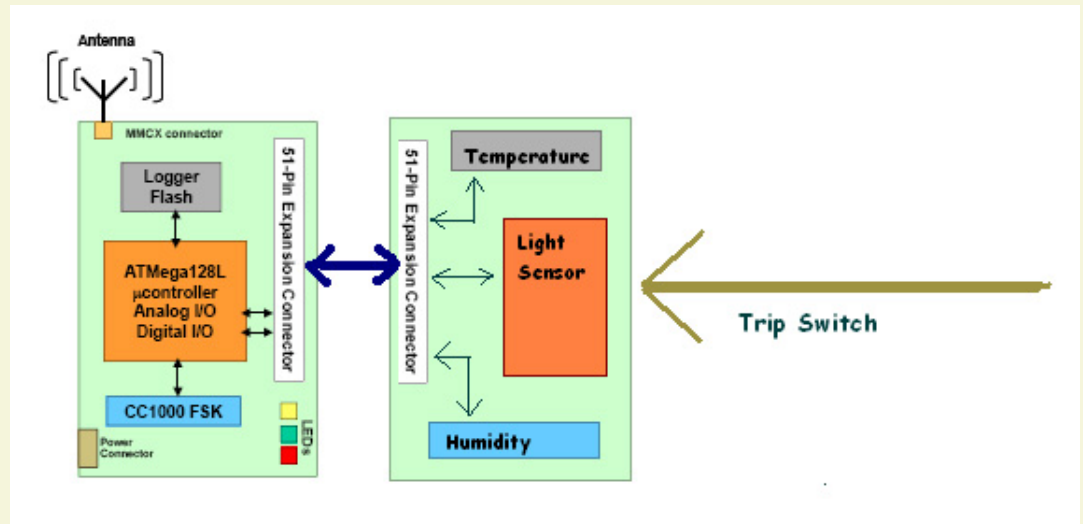 Antenna
MMCX connector
Logger
Flash
ATMega128L
μcontroller
Analog I/O
Digital I/O
CC1000 FSK
Power
Connector
LEDs
51-Pin Expansion Connector
51-Pin Expansion Connector
Temperature
Light
Sensor
Humidity
Trip Switch